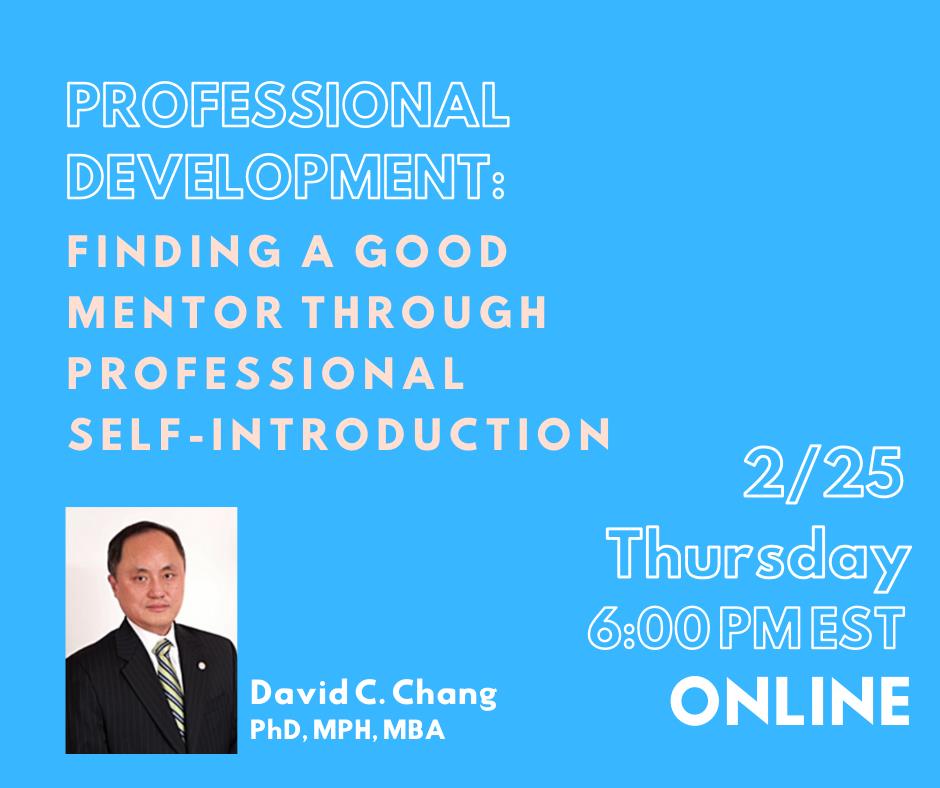 PROFESSIONAL
DEVELOPMENT:
FINDING A GOOD
MENTOR THROUGH
PROFESSIONAL
SELF-INTRODUCTION
2/25
Thursday
6:00 PM EST
ONLINE
David C. Chang
PhD, MPH, MBA